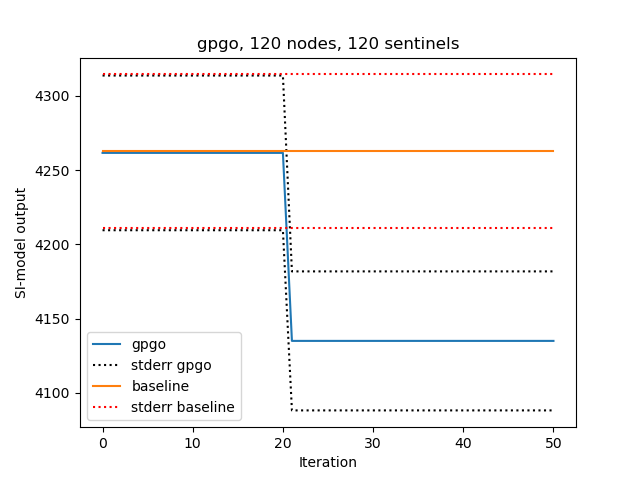 gpgo, 120 nodes, 120 sentinels
4300
4250
4200
4150
4100
SI-model output
gpgo
stderr gpgo
baseline
stderr baseline
0 10 20 30 40 50
Iteration